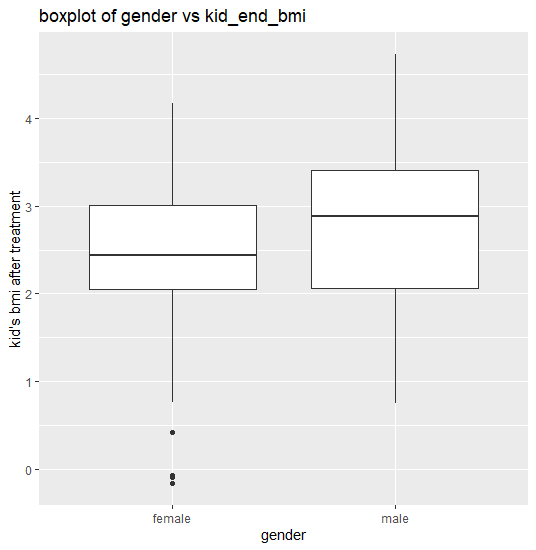 boxplot of gender vs kid_end_bmi
kid's bmi after treatment
4
3
2
1
0
female male
gender